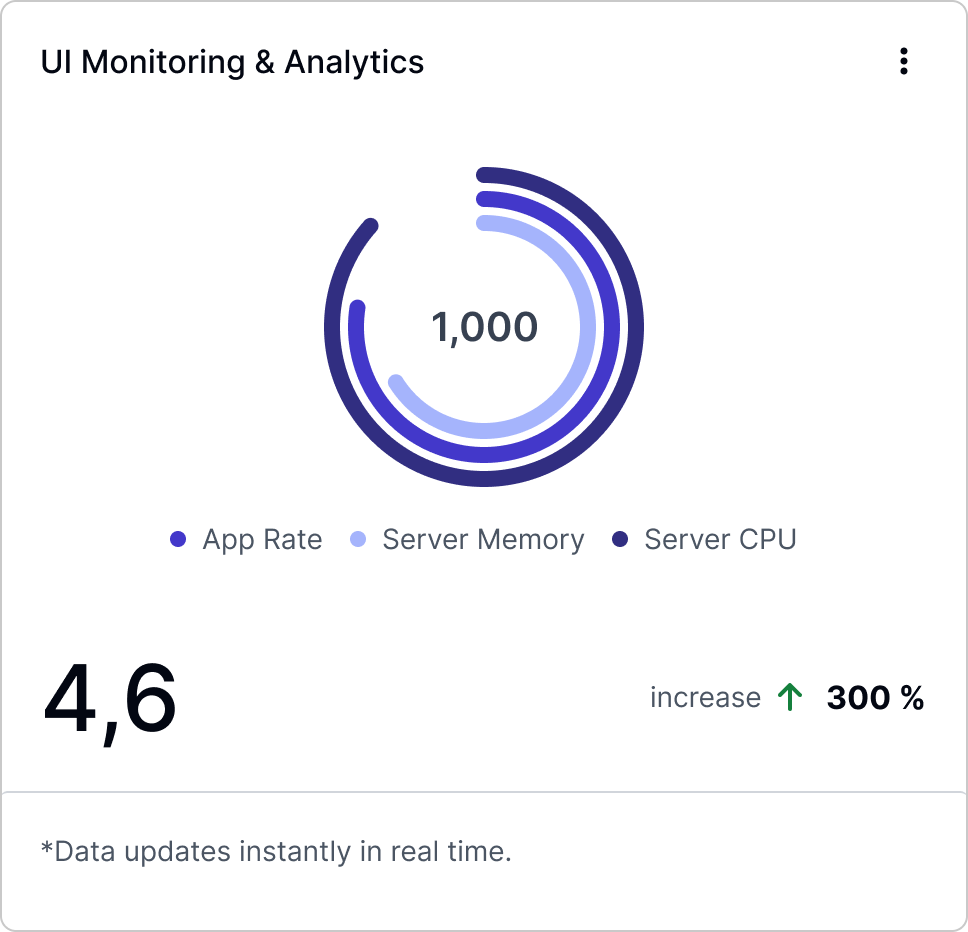 UI Monitoring & Analytics
1,000
App Rate Server Memory Server CPU
4,6
increase 300 %
*Data updates instantly in real time.